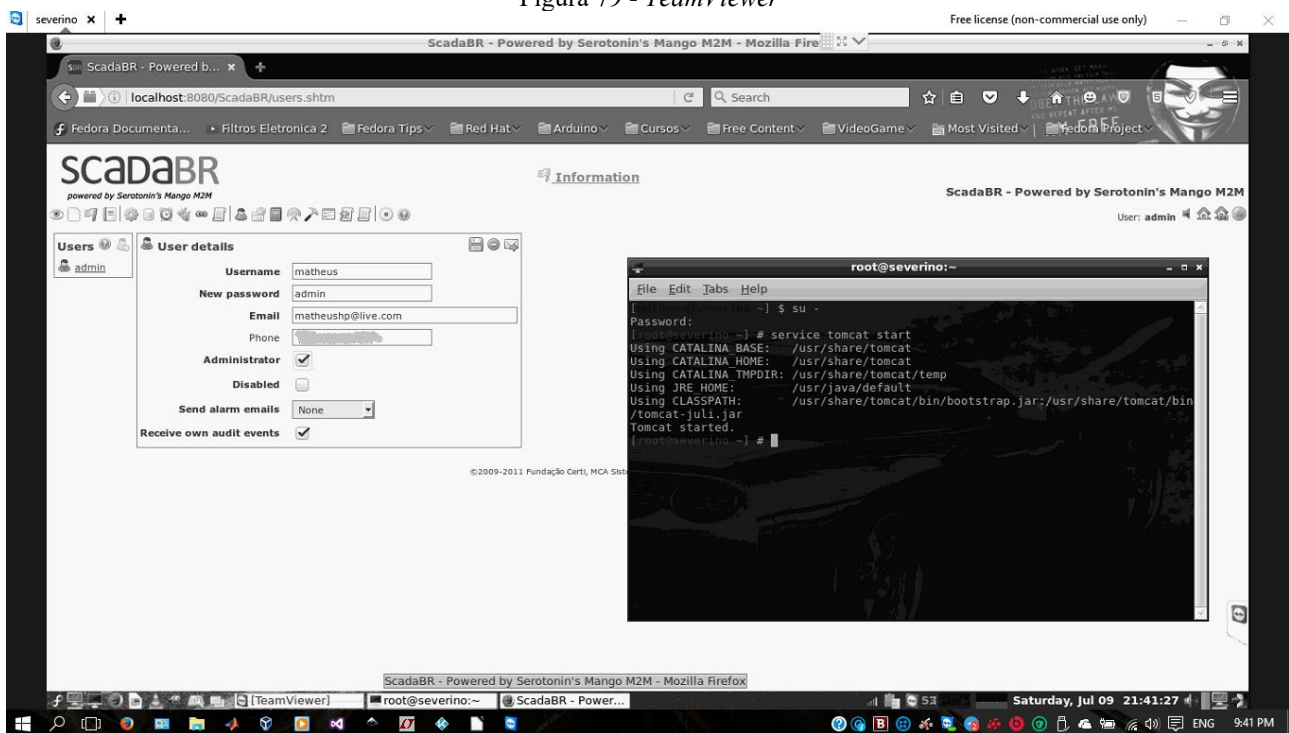 Figura 79 - TeamViewer
severino
Free license (non-commercial use only)
ScadaBR - Powered by Serotonin's Mango M2M - Mozilla Fire
ScadaBR - Powered b...
localhost:8080/ScadaBR/users.shtm
Search
Fedora Documenta...
Filtros Eletronica 2
Fedora Tips
Red Hat
Arduino
Cursos
Free Content
VideoGame
Most Visited
Fedora Project
scadaBR
powered by Serotonin's Mango M2M
Information
ScadaBR - Powered by Serotonin's Mango M2M
User: admin
Users
admin
User details
Username matheus
New password admin
Email matheushp@live.com
Phone
Administrator
Disabled
Send alarm emails None
Receive own audit events
©2009-2011 Fundação Certi, MCA
root@severino:~
File Edit Tabs Help
~] $ su -
Password:
[root@severino ~] # service tomcat start
Using CATALINA_BASE: /usr/share/tomcat
Using CATALINA_HOME: /usr/share/tomcat
Using CATALINA_TMPDIR: /usr/share/tomcat/temp
Using JRE_HOME: /usr/java/default
Using CLASSPATH: /usr/share/tomcat/bin/bootstrap.jar:/usr/share/tomcat/bin
/tomcat-juli.jar
Tomcat started.
[root@severino ~] #
ScadaBR - Powered by Serotonin's Mango M2M - Mozilla Firefox
[TeamViewer]
root@severino:~
ScadaBR - Power...
Saturday, Jul 09 21:41:27
ENG 9:41 PM